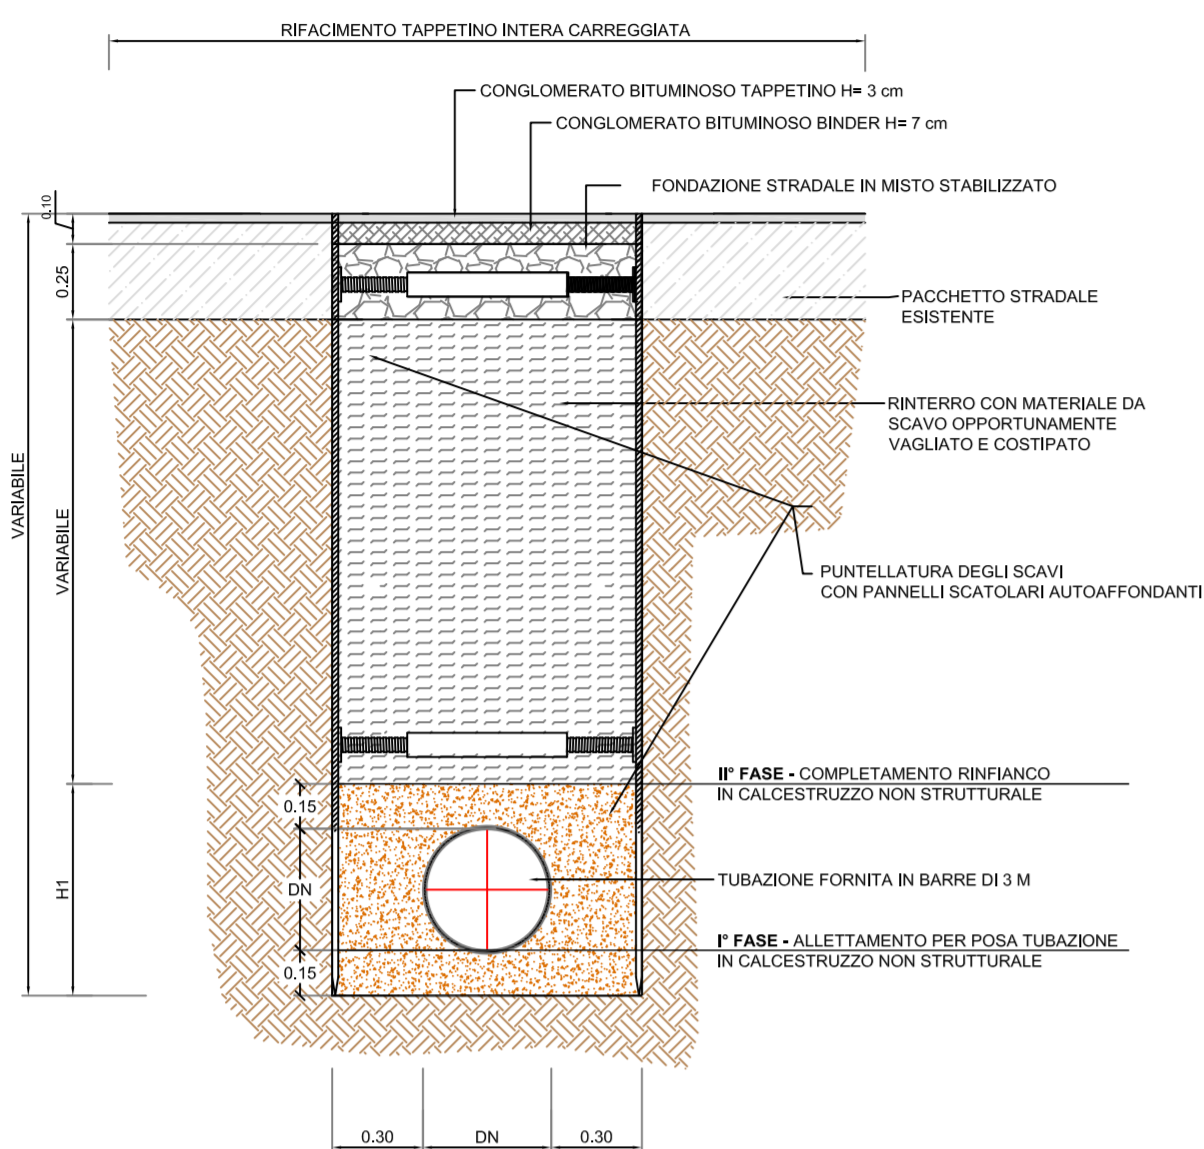 RIFACIMENTO TAPPETINO INTERA CARREGGIATA
CONGLOMERATO BITUMINOSO TAPPETINO H= 3 cm
CONGLOMERATO BITUMINOSO BINDER H= 7 cm
FONDAZIONE STRADALE IN MISTO STABILIZZATO
0.10
0.25
PACCHETTO STRADALE
ESISTENTE
RINTERRO CON MATERIALE DA
SCAVO OPPORTUNAMENTE
VAGLIATO E COSTIPATO
VARIABILE
VARIABILE
PUNTELLATURA DEGLI SCAVI
CON PANNELLI SCATOLARI AUTOAFFONDANTI
II° FASE - COMPLETAMENTO RINFIANCO
IN CALCESTRUZZO NON STRUTTURALE
0.15
DN
H1
TUBAZIONE FORNITA IN BARRE DI 3 M
I° FASE - ALLETTAMENTO PER POSA TUBAZIONE
IN CALCESTRUZZO NON STRUTTURALE
0.15
0.30
DN
0.30